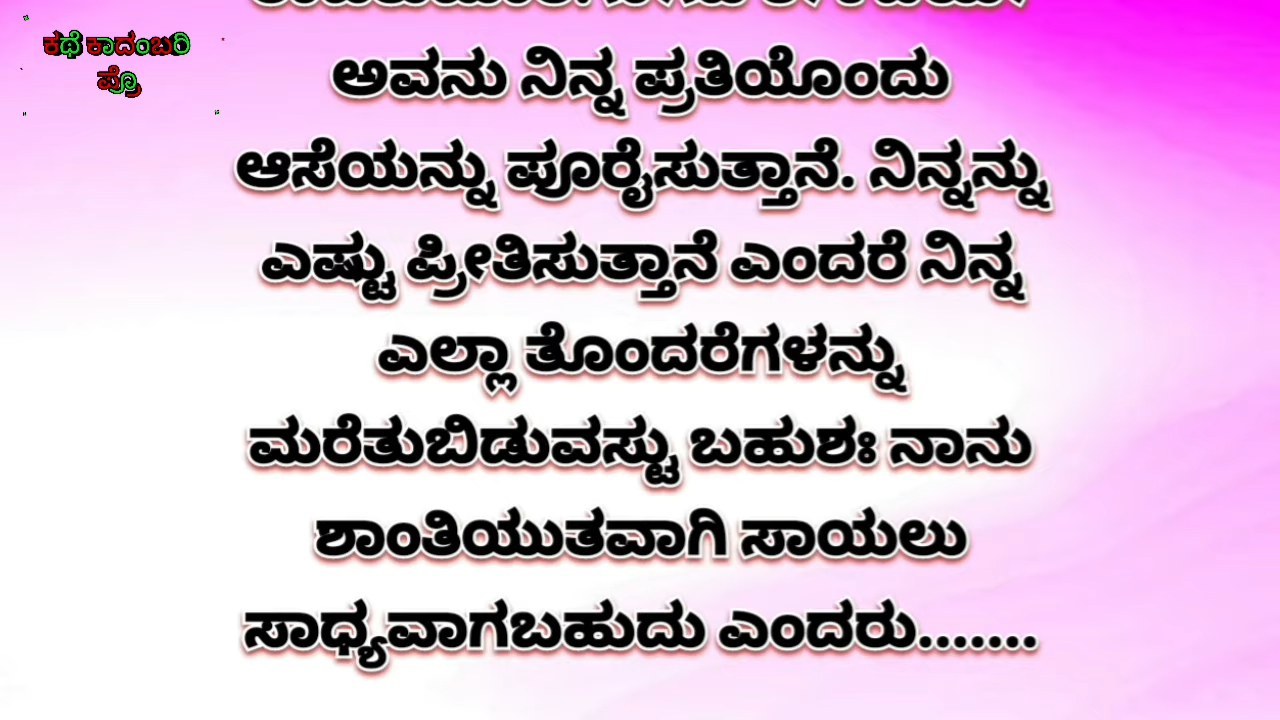 ಕಥೆ ಕಾದಂಬರಿ
ಪ್ರೊ
ಅವನು ನಿನ್ನ ಪ್ರತಿಯೊಂದು
ಆಸೆಯನ್ನು ಪೂರೈಸುತ್ತಾನೆ. ನಿನ್ನನ್ನು
ಎಷ್ಟು ಪ್ರೀತಿಸುತ್ತಾನೆ ಎಂದರೆ ನಿನ್ನ
ಎಲ್ಲಾ ತೊಂದರೆಗಳನ್ನು
ಮರೆತುಬಿಡುವಸ್ಟು ಬಹುಶಃ ನಾನು
ಶಾಂತಿಯುತವಾಗಿ ಸಾಯಲು
ಸಾಧ್ಯವಾಗಬಹುದು ಎಂದರು.......